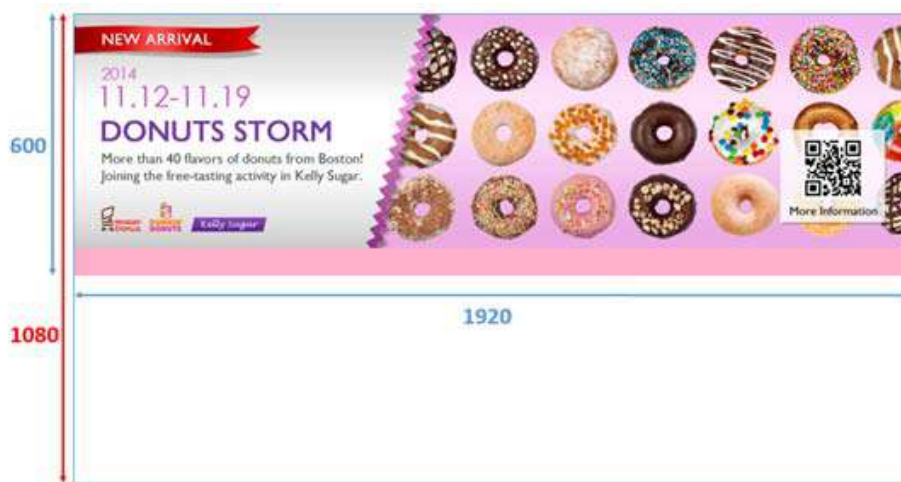 NEW ARRIVAL
2014
11.12-11.19
DONUTS STORM
More than 40 flavors of donuts from Boston!
Joining the free-tasting activity in Kelly Sugar.
DONUTS
Kelly Sugar
More Information
600
1920
1080